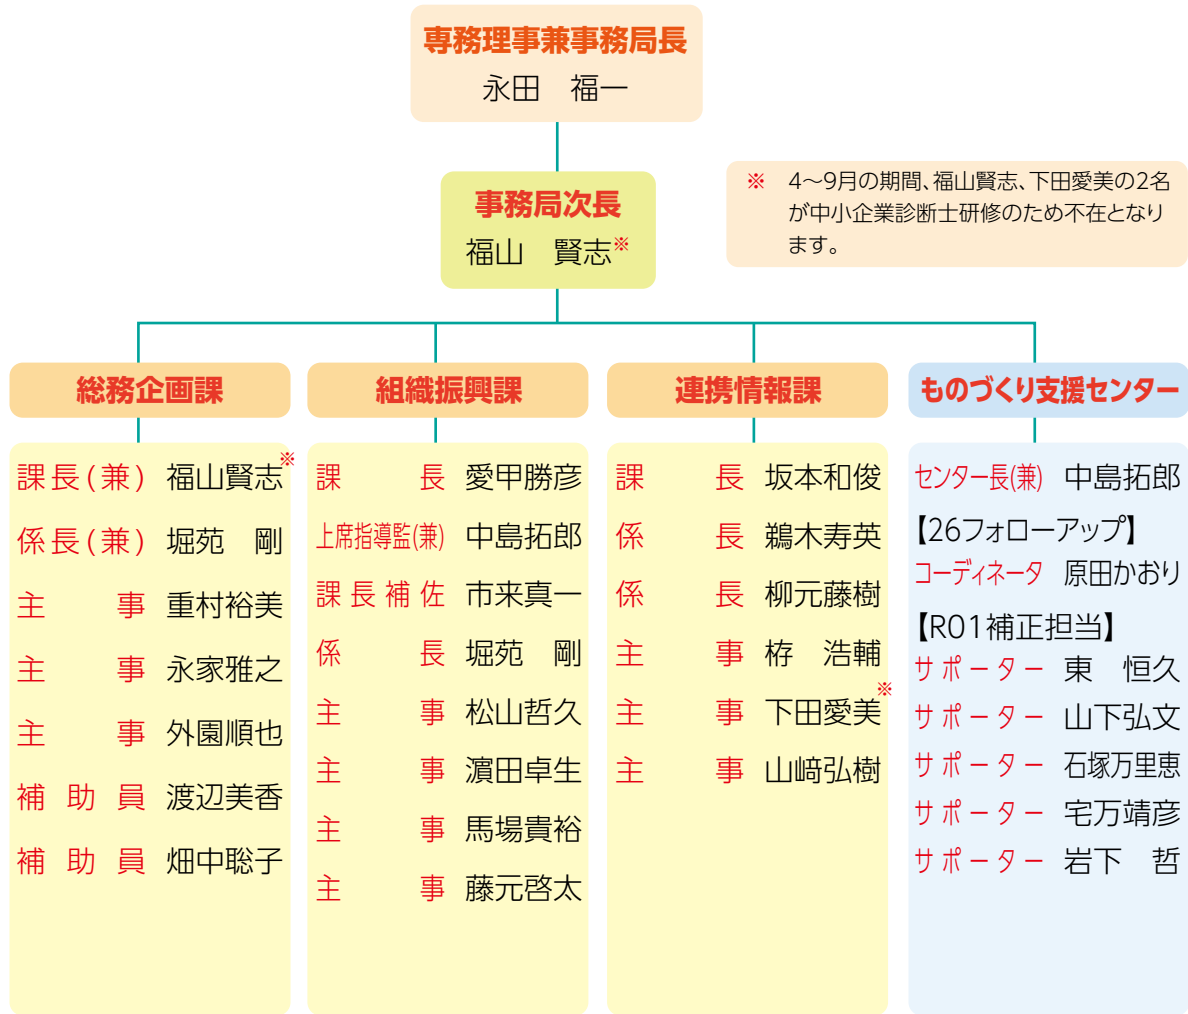 専務理事兼事務局長
永田　福一
事務局次長
福山　賢志※
※　4～9月の期間、福山賢志、下田愛美の2名
が中小企業診断士研修のため不在となり
ます。
総務企画課
課長(兼)　福山賢志※
係長(兼)　堀苑　剛
主事　重村裕美
主事　永家雅之
主事　外園順也
補助員　渡辺美香
補助員　畑中聡子
組織振興課
課長　愛甲勝彦
上席指導監(兼)　中島拓郎
課長補佐　市来真一
係長　堀苑　剛
主事　松山哲久
主事　濵田卓生
主事　馬場貴裕
主事　藤元啓太
連携情報課
課長　坂本和俊
係長　鵜木寿英
係長　柳元藤樹
主事　栫　浩輔
主事　下田愛美※
主事　山﨑弘樹
ものづくり支援センター
センター長(兼)　中島拓郎
【26フォローアップ】
コーディネータ　原田かおり
【R01補正担当】
サポーター　東　恒久
サポーター　山下弘文
サポーター　石塚万里恵
サポーター　宅万靖彦
サポーター　岩下　哲